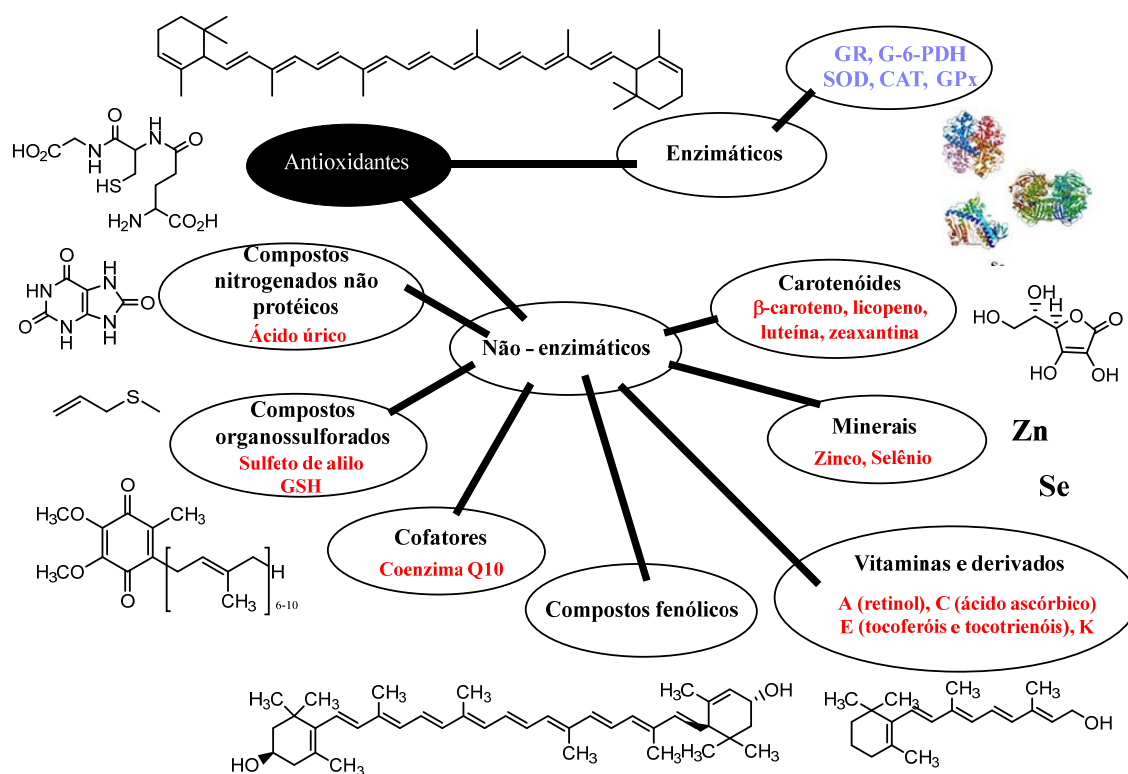 GR, G-6-PDH
SOD, CAT, GPx
Enzimáticos
Antioxidantes
HO₂C
O
N
H
H
N
O
HS
H₂N
CO₂H
Compostos
nitrogenados não
protéicos
Ácido úrico
O
H
N
HN
O
O
N
H
N
H
Carotenóides
β-caroteno, licopeno,
luteína, zeaxantina
Não - enzimáticos
OH
H
O
O
HO
HO
OH
S
Compostos
organossulforados
Sulfeto de alilo
GSH
Minerais
Zinco, Selênio
Zn
Se
O
H₃CO
CH₃
H₃CO
O
CH₃
H
6-10
Cofatores
Coenzima Q10
Compostos fenólicos
Vitaminas e derivados
A (retinol), C (ácido ascórbico)
E (tocoferóis e tocotrienóis), K
H₃C
CH₃
CH₃
CH₃
CH₃
OH
HO
CH₃
CH₃
CH₃
H₃C
CH₃
H₃C
CH₃
CH₃
CH₃
OH
CH₃